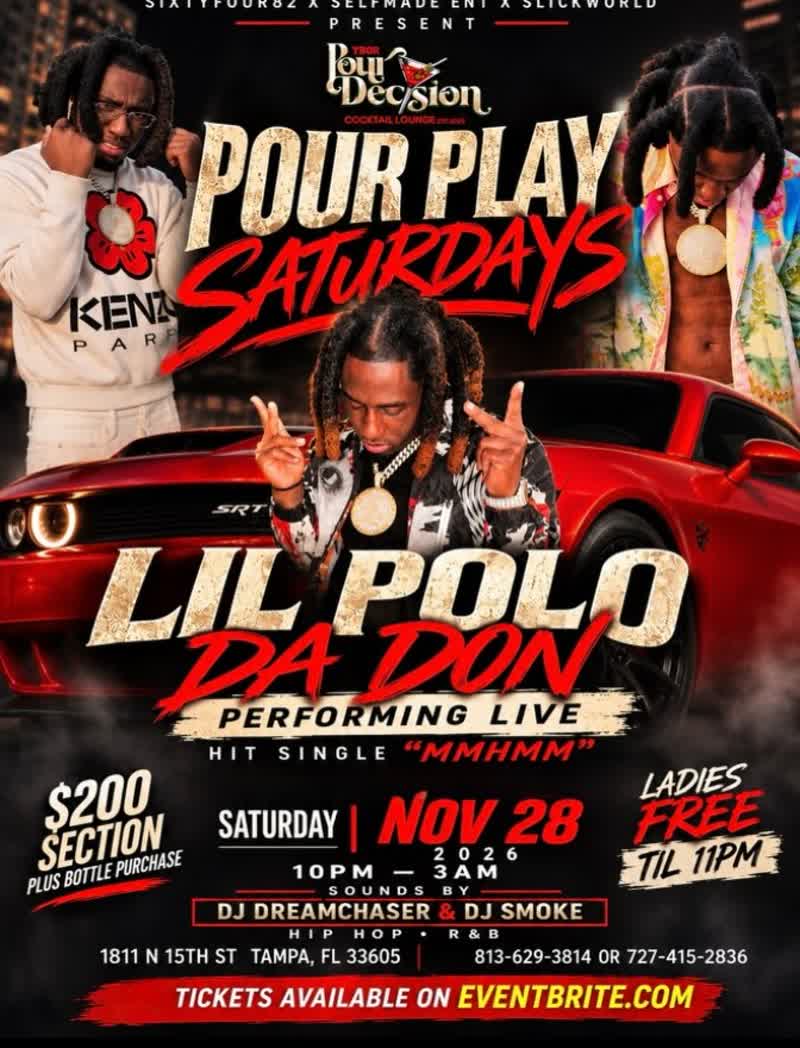 SIXTYFOUR82 X SELFMADE ENT X SLICKWORLD
PRESENT
YBOR
Pour
Decision
COCKTAIL LOUNGE
POUR PLAY
SATURDAYS
KENZO
PAR
SRT
LIL POLO
DA DON
PERFORMING LIVE
HIT SINGLE "MMHMM"
$200
SECTION
PLUS BOTTLE PURCHASE
SATURDAY | NOV 28
2026
10PM — 3AM
LADIES
FREE
TIL 11PM
SOUNDS BY
DJ DREAMCHASER & DJ SMOKE
HIP HOP • R&B
1811 N 15TH ST TAMPA, FL 33605 | 813-629-3814 OR 727-415-2836
TICKETS AVAILABLE ON EVENTBRITE.COM